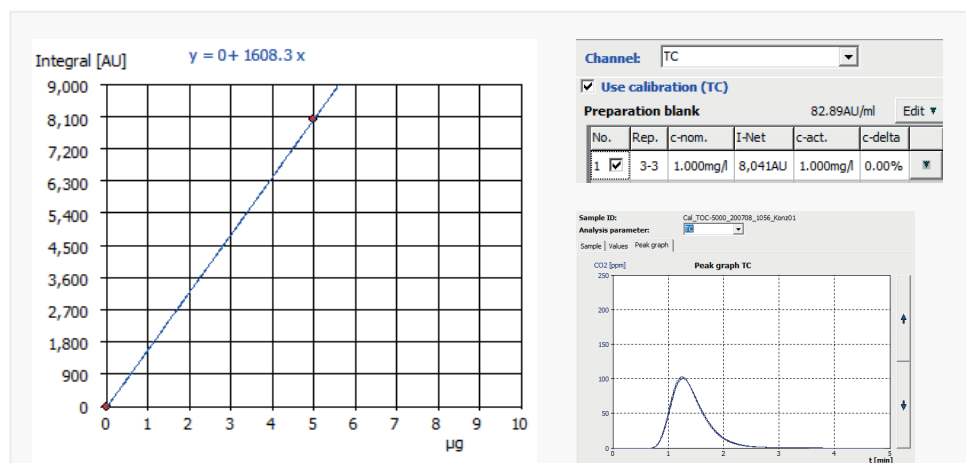 Integral [AU]
y = 0+ 1608.3 x
9,000
8,100
7,200
6,300
5,400
4,500
3,600
2,700
1,800
900
0
0 1 2 3 4 5 6 7 8 9 10
µg
Channel: TC
Use calibration (TC)
Preparation blank 82.89AU/ml Edit
No. Rep. c-nom. I-Net c-act. c-delta
1 3-3 1.000mg/l 8,041AU 1.000mg/l 0.00%
Sample ID: Cal_TOC-5000_200708_1056_Konz01
Analysis parameter: TC
Sample Values Peak graph
CO2 [ppm] Peak graph TC
250
200
150
100
50
0
0 1 2 3 4 5
t [min]